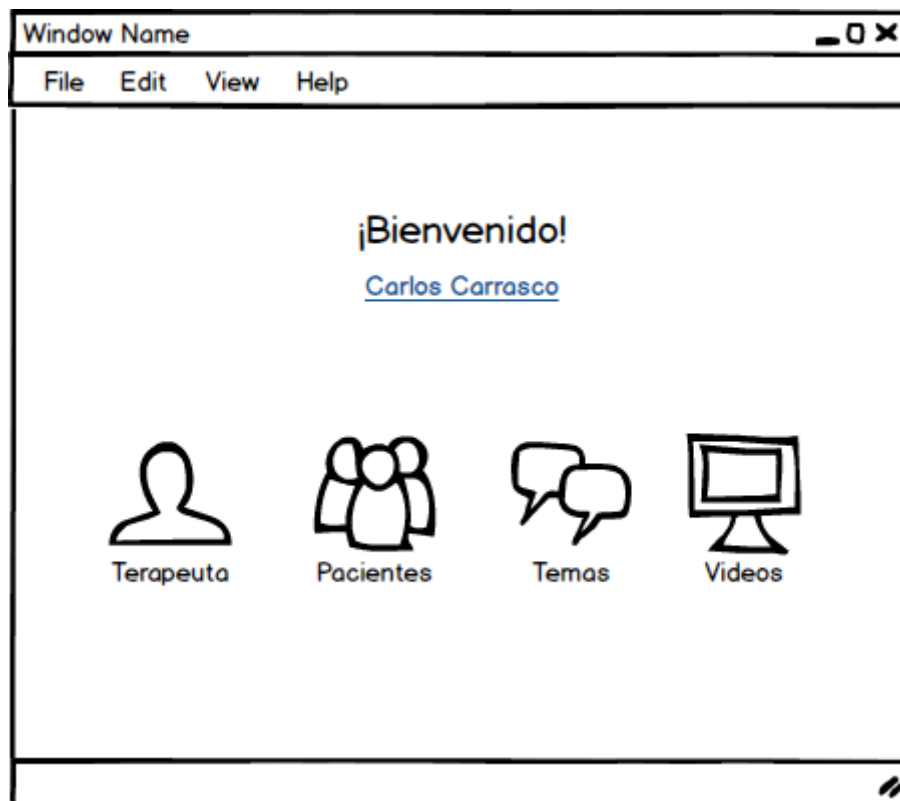 Window Name
File Edit View Help
¡Bienvenido!
Carlos Carrasco
Terapeuta Pacientes Temas Videos